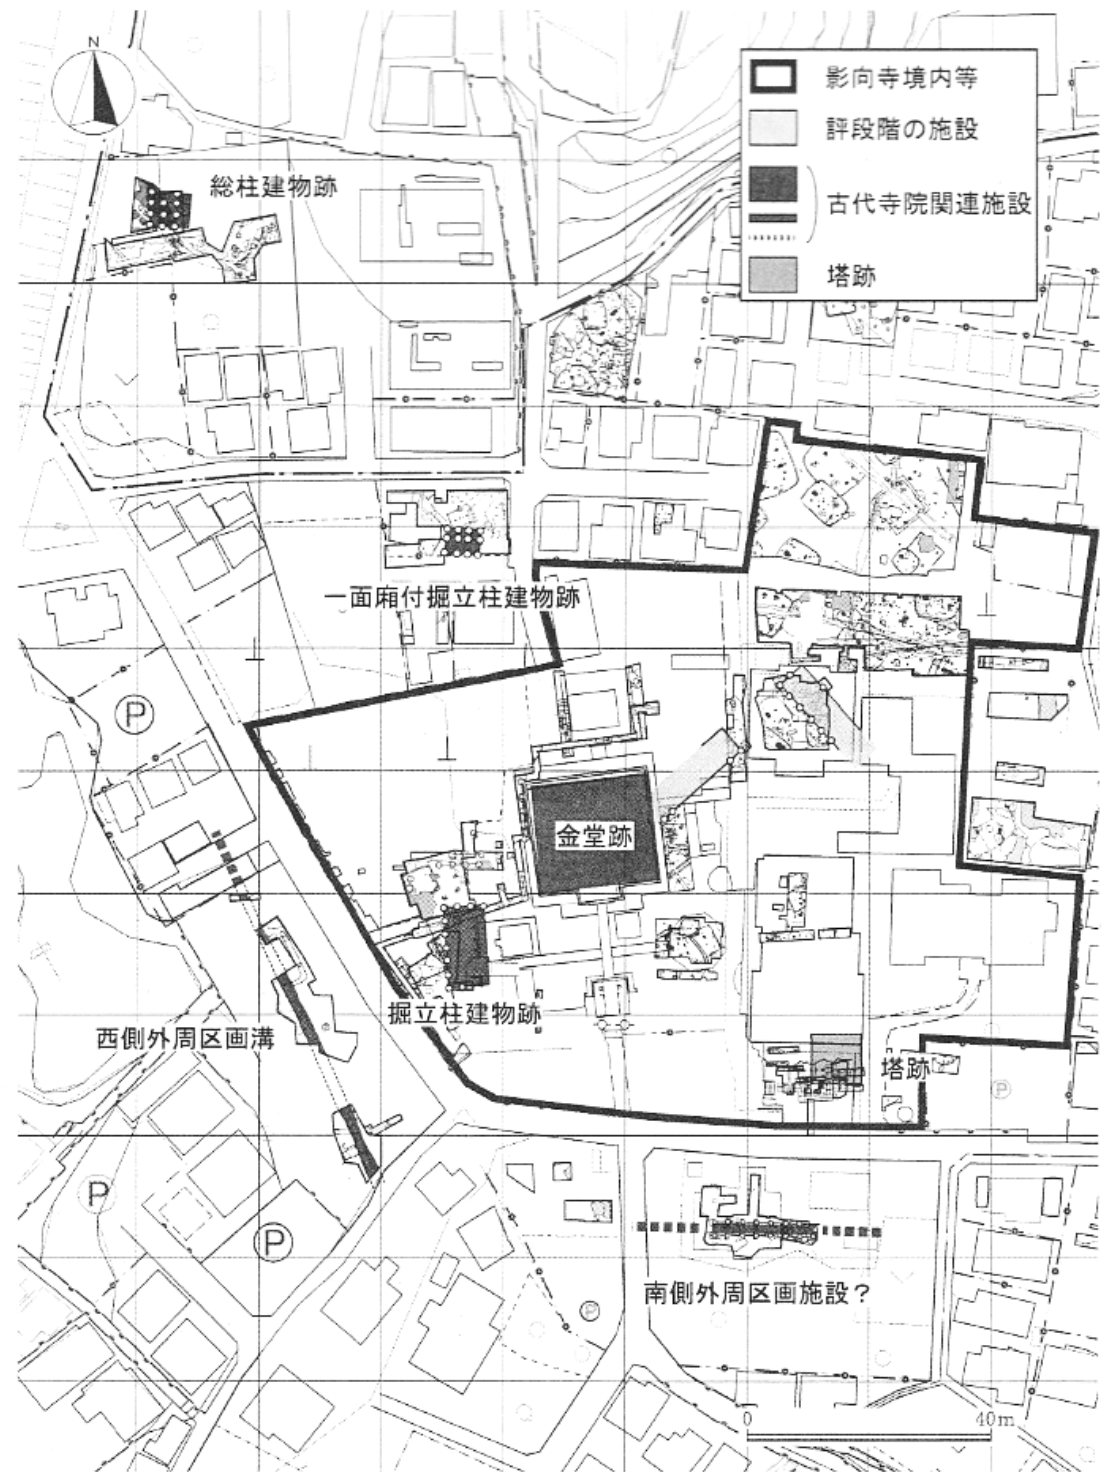 N
影向寺境内等
評段階の施設
古代寺院関連施設
塔跡
総柱建物跡
一面廂付掘立柱建物跡
P
金堂跡
掘立柱建物跡
西側外周区画溝
塔跡
P
P
P
P
南側外周区画施設？
0 40m